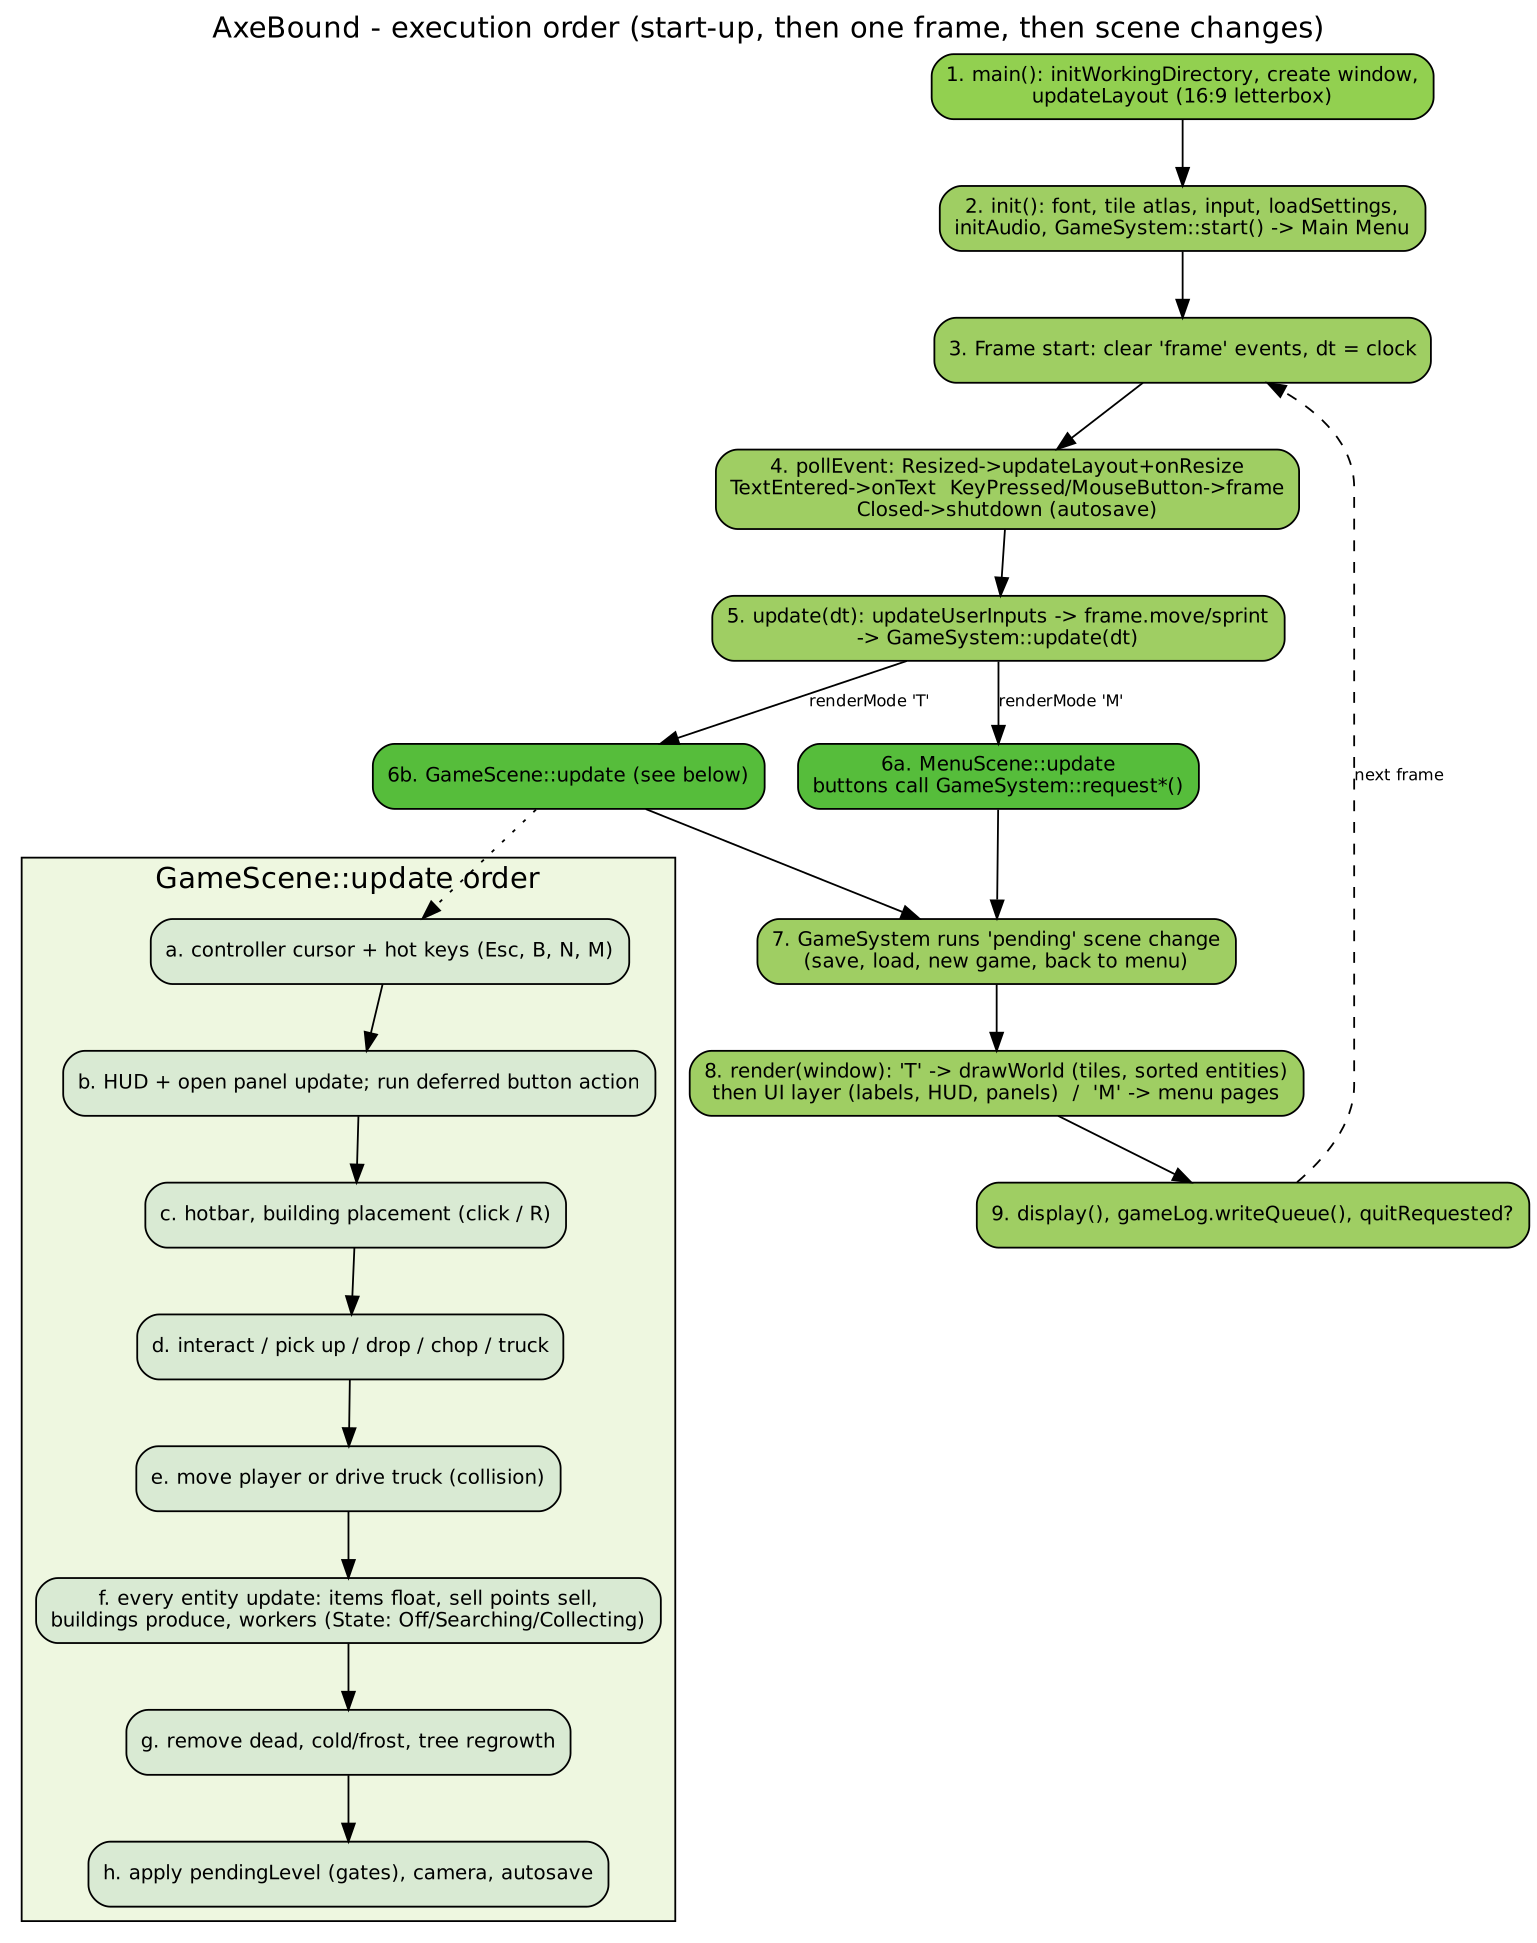 AxeBound - execution order (start-up, then one frame, then scene changes)
1. main(): initWorkingDirectory, create window,
updateLayout (16:9 letterbox)
2. init(): font, tile atlas, input, loadSettings,
initAudio, GameSystem::start() -> Main Menu
3. Frame start: clear 'frame' events, dt = clock
4. pollEvent: Resized->updateLayout+onResize
TextEntered->onText  KeyPressed/MouseButton->frame
Closed->shutdown (autosave)
5. update(dt): updateUserInputs -> frame.move/sprint
-> GameSystem::update(dt)
renderMode 'T'
renderMode 'M'
6b. GameScene::update (see below)
6a. MenuScene::update
buttons call GameSystem::request*()
next frame
7. GameSystem runs 'pending' scene change
(save, load, new game, back to menu)
8. render(window): 'T' -> drawWorld (tiles, sorted entities)
then UI layer (labels, HUD, panels)  /  'M' -> menu pages
9. display(), gameLog.writeQueue(), quitRequested?
GameScene::update order
a. controller cursor + hot keys (Esc, B, N, M)
b. HUD + open panel update; run deferred button action
c. hotbar, building placement (click / R)
d. interact / pick up / drop / chop / truck
e. move player or drive truck (collision)
f. every entity update: items float, sell points sell,
buildings produce, workers (State: Off/Searching/Collecting)
g. remove dead, cold/frost, tree regrowth
h. apply pendingLevel (gates), camera, autosave